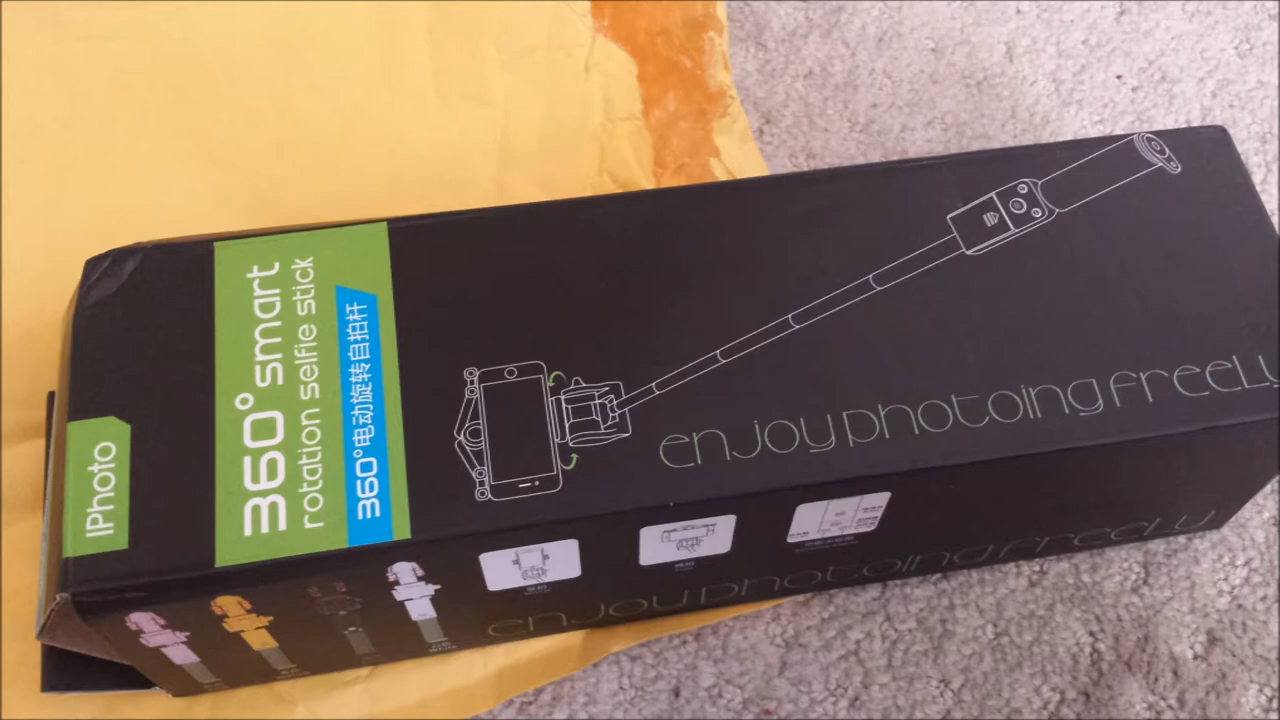 IPhoto
360°smart
rotation selfie stick
360°电动旋转自拍杆
enjoy photoing freely
enjoy photoing freely